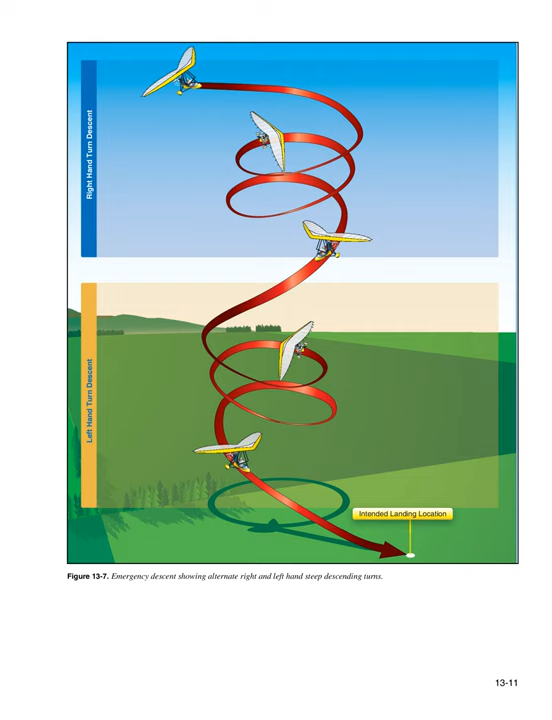 Right Hand Turn Descent
Left Hand Turn Descent
Intended Landing Location
Figure 13-7. Emergency descent showing alternate right and left hand steep descending turns.
13-11